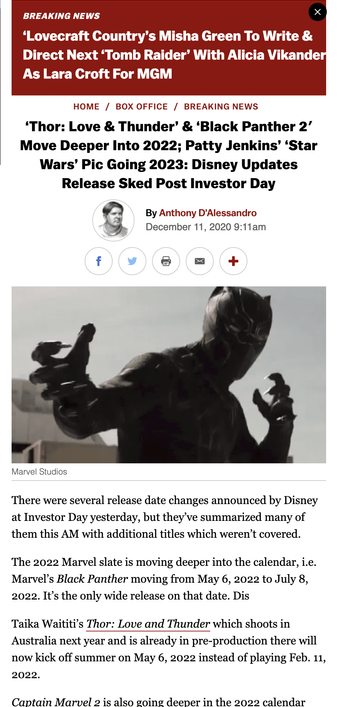 BREAKING NEWS
‘Lovecraft Country’s Misha Green To Write &
Direct Next ‘Tomb Raider’ With Alicia Vikander
As Lara Croft For MGM
HOME / BOX OFFICE / BREAKING NEWS
‘Thor: Love & Thunder’ & ‘Black Panther 2′
Move Deeper Into 2022; Patty Jenkins’ ‘Star
Wars’ Pic Going 2023: Disney Updates
Release Sked Post Investor Day
By Anthony D'Alessandro
December 11, 2020 9:11am
Marvel Studios
There were several release date changes announced by Disney
at Investor Day yesterday, but they’ve summarized many of
them this AM with additional titles which weren’t covered.
The 2022 Marvel slate is moving deeper into the calendar, i.e.
Marvel’s Black Panther moving from May 6, 2022 to July 8,
2022. It’s the only wide release on that date. Dis
Taika Waititi’s Thor: Love and Thunder which shoots in
Australia next year and is already in pre-production there will
now kick off summer on May 6, 2022 instead of playing Feb. 11,
2022.
Captain Marvel 2 is also going deeper in the 2022 calendar